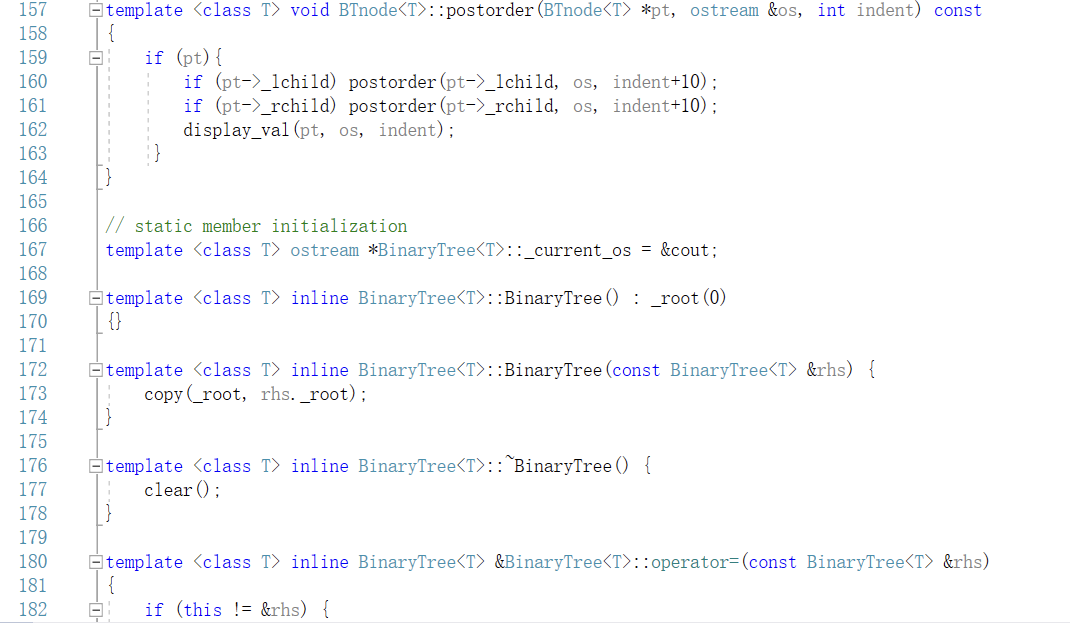 157 template <class T> void BTnode<T>::postorder(BTnode<T> *pt, ostream &os, int indent) const
158 {
159     if (pt){
160         if (pt->_lchild) postorder(pt->_lchild, os, indent+10);
161         if (pt->_rchild) postorder(pt->_rchild, os, indent+10);
162         display_val(pt, os, indent);
163      }
164 }
165
166 // static member initialization
167 template <class T> ostream *BinaryTree<T>::_current_os = &cout;
168
169 template <class T> inline BinaryTree<T>::BinaryTree() : _root(0)
170 {}
171
172 template <class T> inline BinaryTree<T>::BinaryTree(const BinaryTree<T> &rhs) {
173     copy(_root, rhs._root);
174 }
175
176 template <class T> inline BinaryTree<T>::~BinaryTree() {
177     clear();
178 }
179
180 template <class T> inline BinaryTree<T> &BinaryTree<T>::operator=(const BinaryTree<T> &rhs)
181 {
182     if (this != &rhs) {